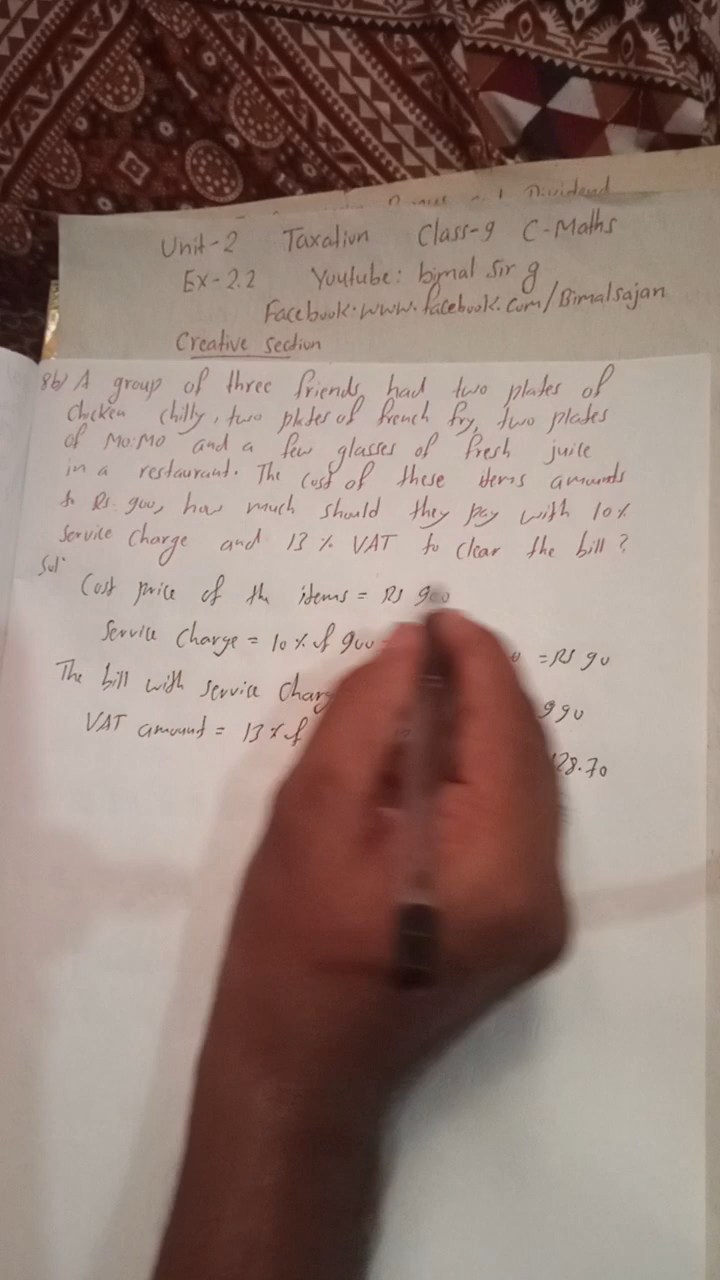 Dividend
Unit-2 Taxation Class-9 C-Maths
Ex-2.2 Youtube: bimal sir g
Facebook: www.facebook.com/Bimalsajan
Creative section
8b) A group of three friends had two plates of
Chicken chilly, two plates of french fry, two plates
of Mo:Mo and a few glasses of fresh juice
in a restaurant. The cost of these items amounts
to Rs. 900, how much should they pay with 10%
service charge and 13% VAT to clear the bill?
Sol:
Cost price of the items = Rs 900
Service Charge = 10% of 900 = Rs 90
The bill with service Charg 990
VAT amount = 13% of 128.70